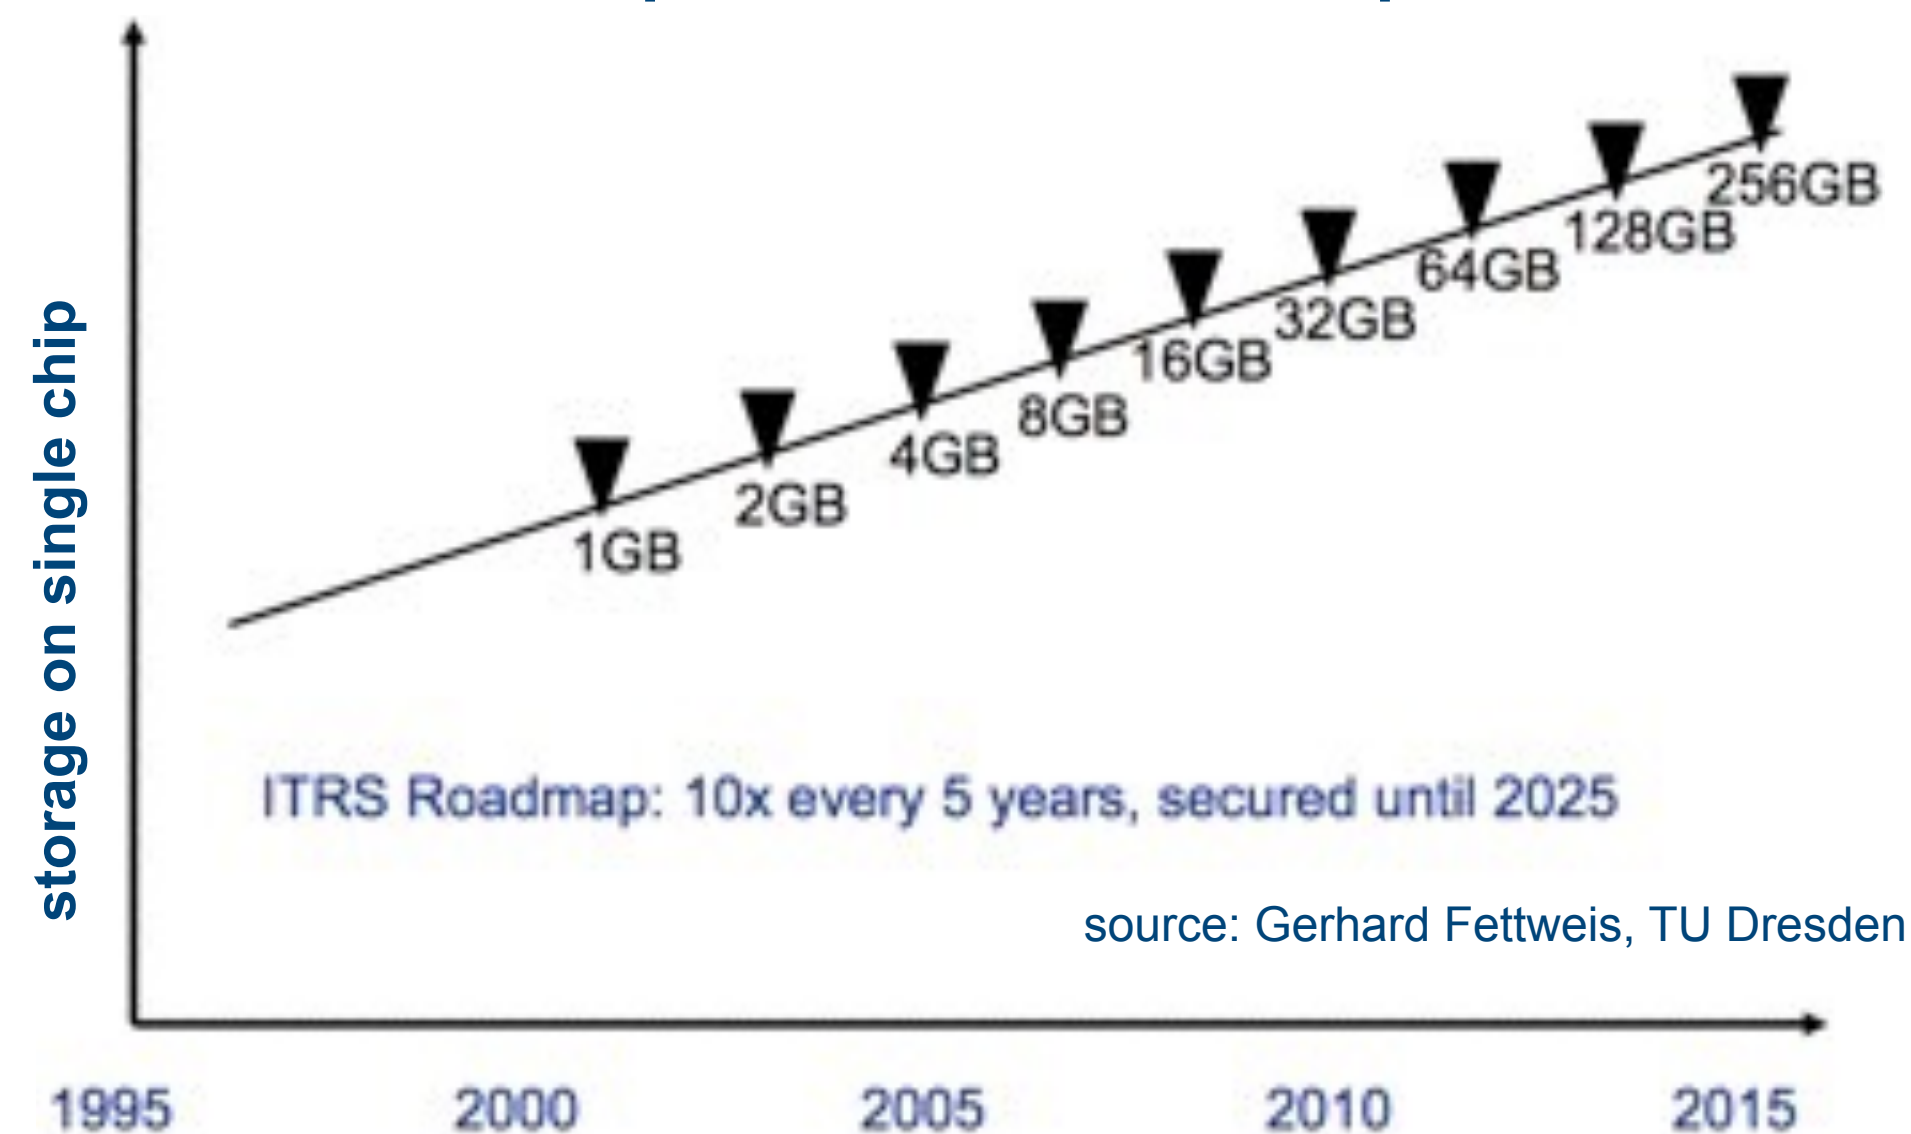 storage on single chip
256GB
128GB
64GB
32GB
16GB
8GB
4GB
2GB
1GB
ITRS Roadmap: 10x every 5 years, secured until 2025
source: Gerhard Fettweis, TU Dresden
1995 2000 2005 2010 2015